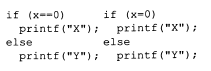 if (x==0)     if (x=0)
  printf("X");  printf("X");
else          else
  printf("Y");  printf("Y");